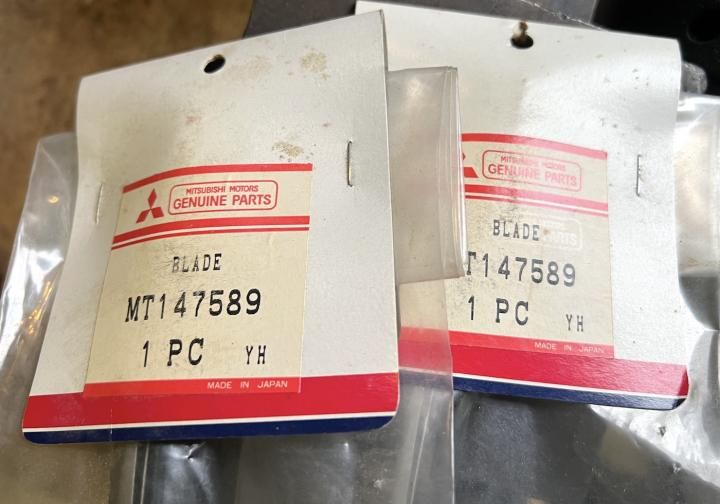 MITSUBISHI MOTORS
GENUINE PARTS
BLADE
MT147589
1 PC YH
MADE IN JAPAN
MITSUBISHI MOTORS
GENUINE PARTS
BLADE
T147589
1 PC YH
MADE IN JAPAN